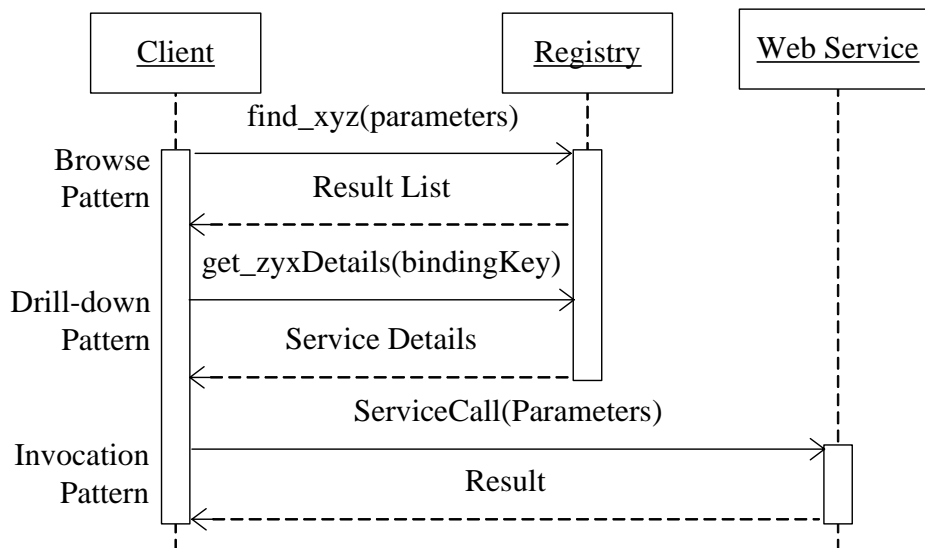 Client
Registry
Web Service
find_xyz(parameters)
Browse
Pattern
Result List
get_zyxDetails(bindingKey)
Drill-down
Pattern
Service Details
ServiceCall(Parameters)
Invocation
Pattern
Result